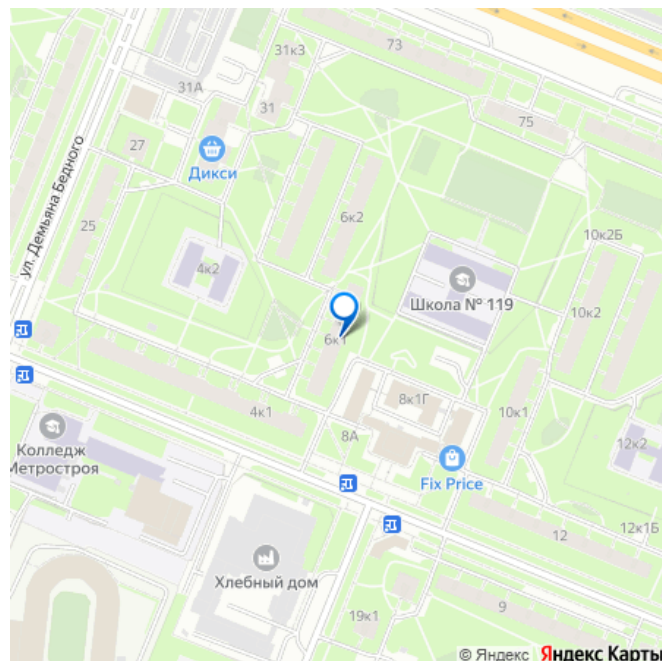 73
31к3
31А
31
75
27
Дикси
ул. Демьяна Бедного
6к2
25
10к2Б
4к2
Школа № 119
10к2
6к1
8к1Г
4к1
10к1
8А
12к2
Колледж
Метростроя
Fix Price
12к1Б
12
Хлебный дом
9
19к1
© Яндекс Яндекс Карты